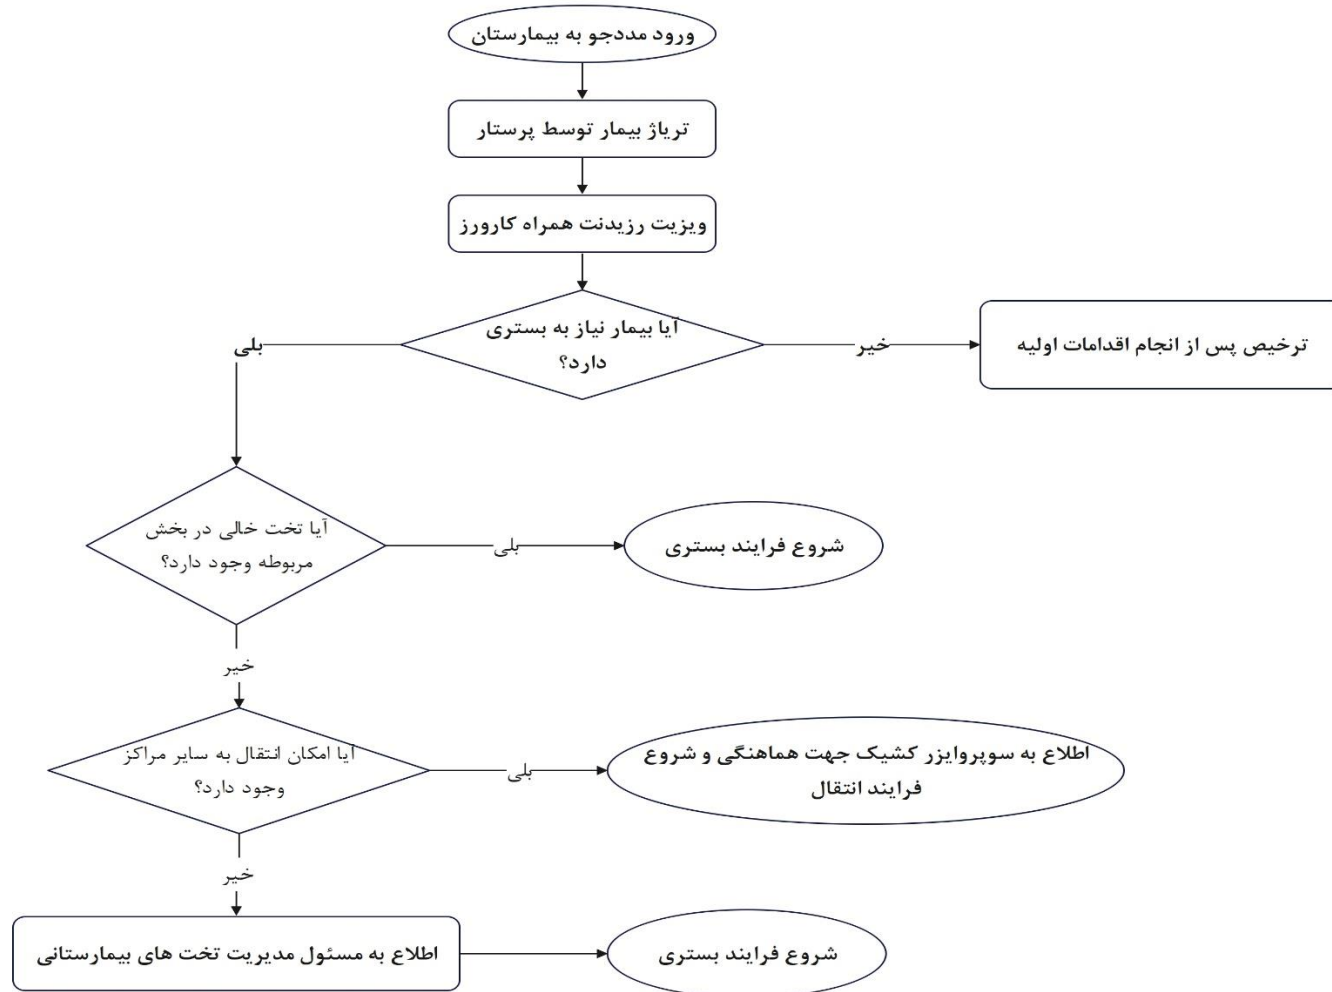 ورود مددجو به بیمارستان
تریاژ بیمار توسط پرستار
ویزیت رزیدنت همراه کارورز
آیا بیمار نیاز به بستری
دارد؟
بلی
خیر
ترخیص پس از انجام اقدامات اولیه
آیا تخت خالی در بخش
مربوطه وجود دارد؟
بلی
شروع فرایند بستری
خیر
آیا امکان انتقال به سایر مراکز
وجود دارد؟
بلی
اطلاع به سوپروایزر کشیک جهت هماهنگی و شروع
فرایند انتقال
خیر
اطلاع به مسئول مدیریت تخت های بیمارستانی
شروع فرایند بستری